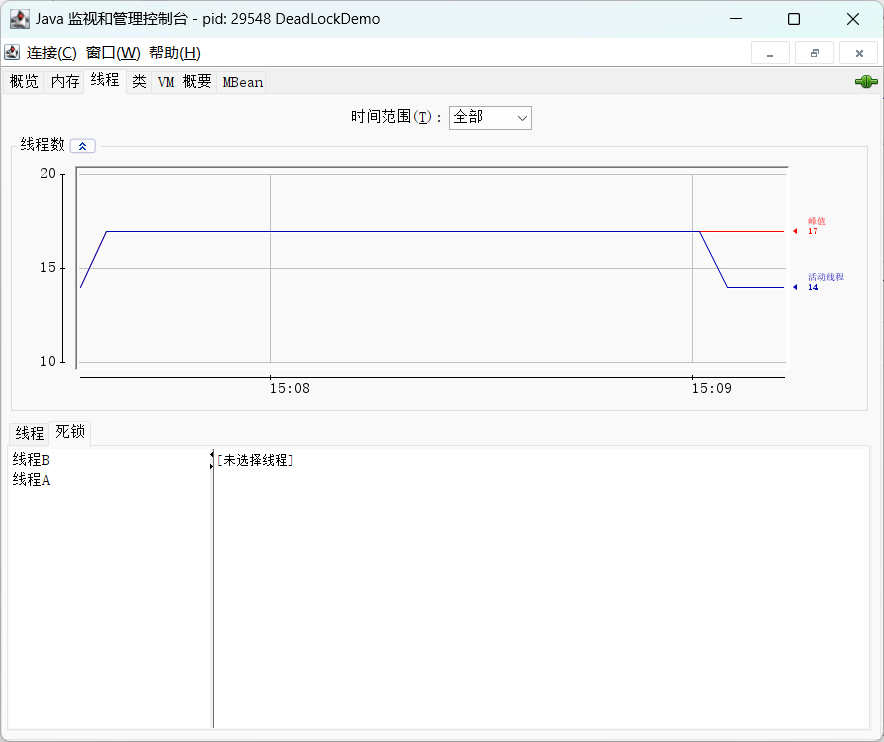 Java 监视和管理控制台 - pid: 29548 DeadLockDemo
连接(C) 窗口(W) 帮助(H)
概览 内存 线程 类 VM 概要 MBean
时间范围(T): 全部
线程数
20
峰值
17
15
活动线程
14
10
15:08 15:09
线程 死锁
线程B [未选择线程]
线程A